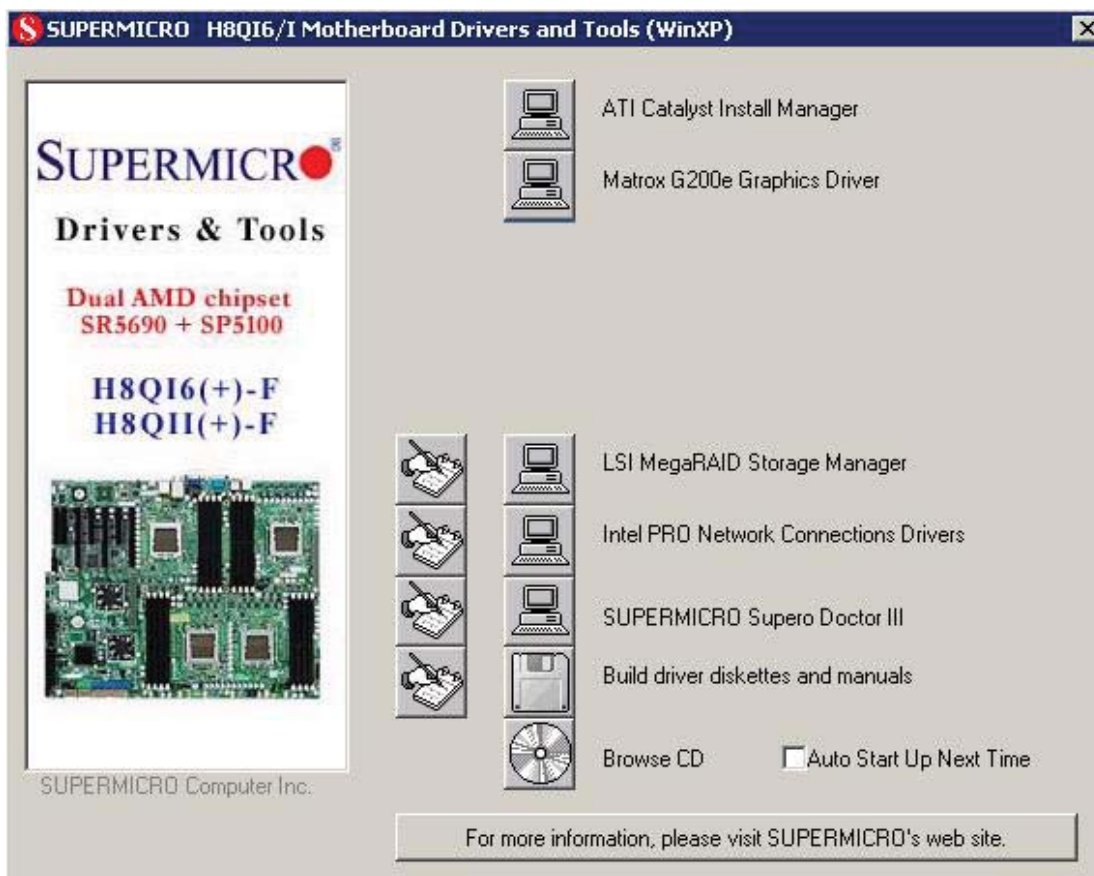 SUPERMICRO H8QI6/I Motherboard Drivers and Tools (WinXP)
SUPERMICRO®
Drivers & Tools
Dual AMD chipset
SR5690 + SP5100
H8QI6(+)-F
H8QII(+)-F
SUPERMICRO Computer Inc.
ATI Catalyst Install Manager
Matrox G200e Graphics Driver
LSI MegaRAID Storage Manager
Intel PRO Network Connections Drivers
SUPERMICRO Supero Doctor III
Build driver diskettes and manuals
Browse CD
Auto Start Up Next Time
For more information, please visit SUPERMICRO's web site.